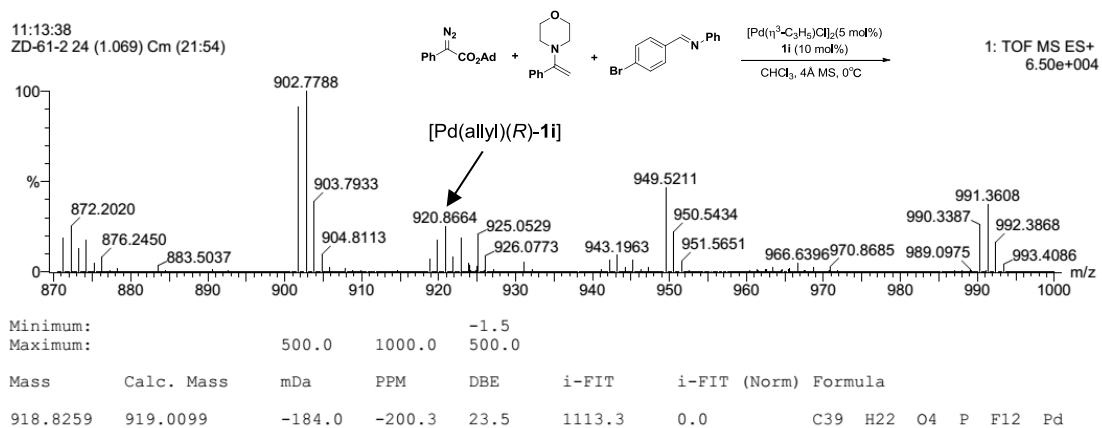 11:13:38
ZD-61-2 24 (1.069) Cm (21:54)
1: TOF MS ES+
6.50e+004
N2
Ph CO2Ad
+
O
N
Ph
+
N Ph
Br
[Pd(η3-C3H5)Cl]2(5 mol%)
1i (10 mol%)
CHCl3, 4Å MS, 0°C
[Pd(allyl)(R)-1i]
100
%
0
902.7788
903.7933
904.8113
872.2020
876.2450
883.5037
920.8664
925.0529
926.0773
943.1963
949.5211
950.5434
951.5651
966.6396
970.8685
989.0975
990.3387
991.3608
992.3868
993.4086
870 880 890 900 910 920 930 940 950 960 970 980 990 1000
m/z
Minimum: -1.5
Maximum: 500.0 1000.0 500.0
Mass Calc. Mass mDa PPM DBE i-FIT i-FIT (Norm) Formula
918.8259 919.0099 -184.0 -200.3 23.5 1113.3 0.0 C39 H22 O4 P F12 Pd